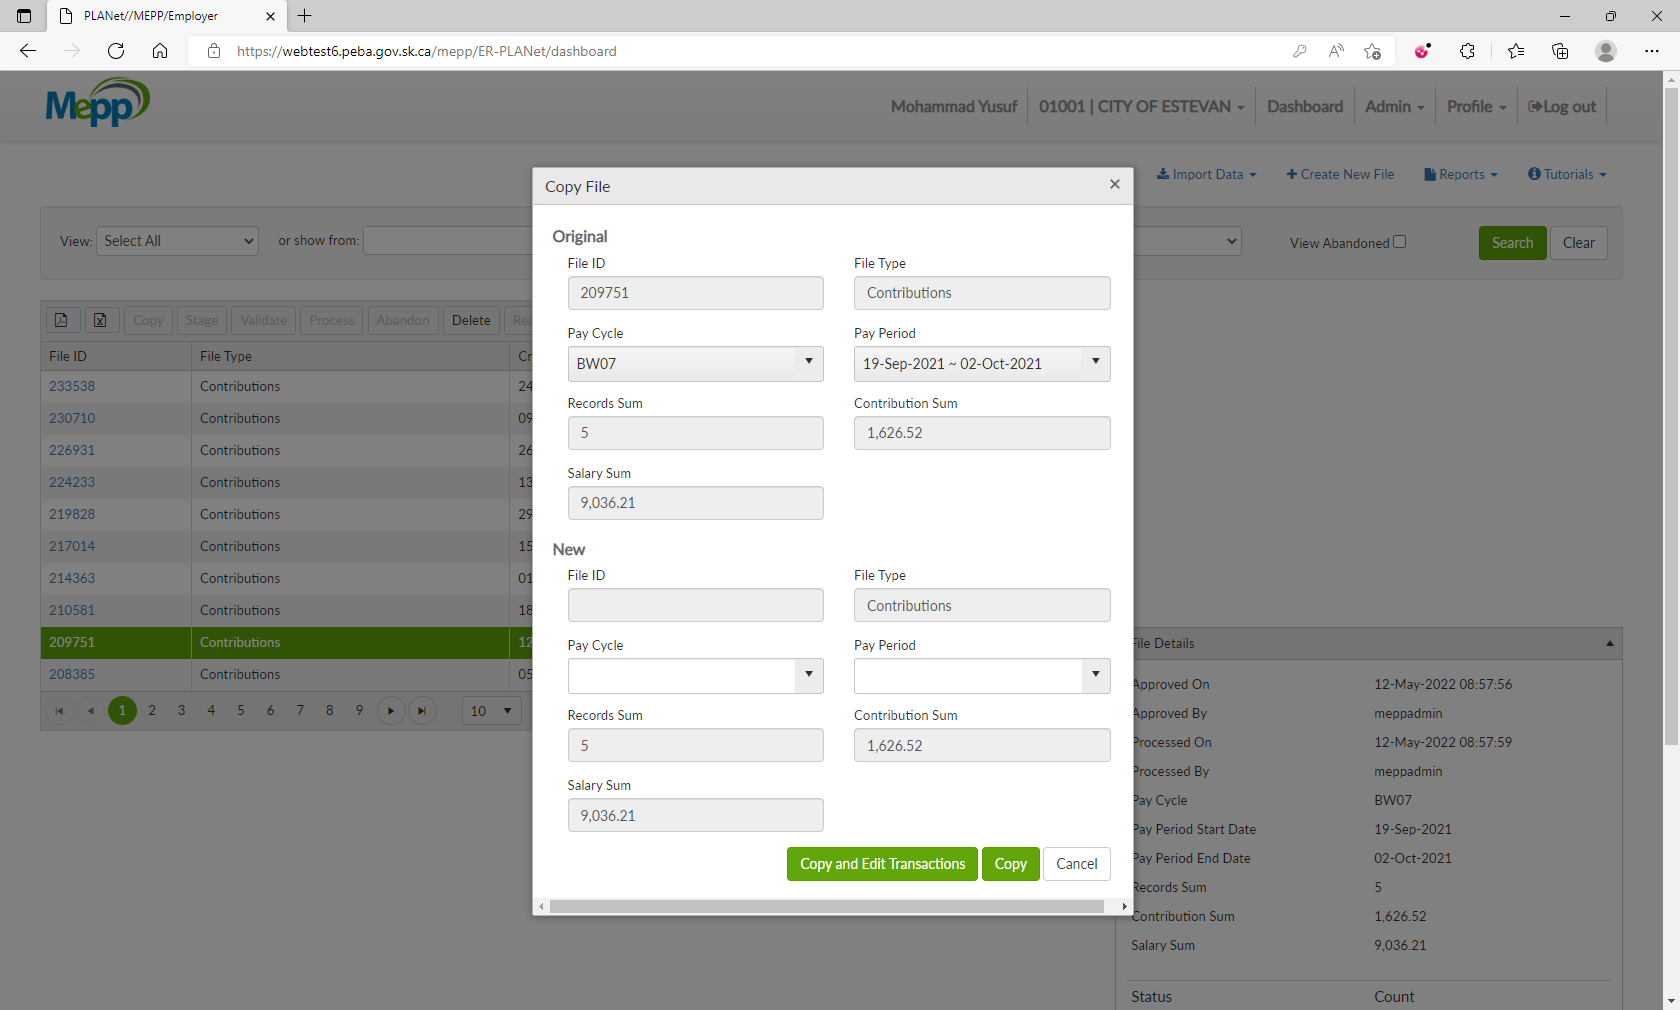 PLANet//MEPP/Employer
https://webtest6.peba.gov.sk.ca/mepp/ER-PLANet/dashboard
Mepp
Mohammad Yusuf 01001 | CITY OF ESTEVAN Dashboard Admin Profile Log out
Import Data Create New File Reports Tutorials
View: Select All or show from: View Abandoned Search Clear
Copy Stage Validate Process Abandon Delete
File ID File Type
233538 Contributions 24
230710 Contributions 09
226931 Contributions 26
224233 Contributions 13
219828 Contributions 29
217014 Contributions 15
214363 Contributions 01
210581 Contributions 18
209751 Contributions 12
208385 Contributions 05
1 2 3 4 5 6 7 8 9 10
Copy File
Original
File ID File Type
209751 Contributions
Pay Cycle Pay Period
BW07 19-Sep-2021 ~ 02-Oct-2021
Records Sum Contribution Sum
5 1,626.52
Salary Sum
9,036.21
New
File ID File Type
Contributions
Pay Cycle Pay Period
Records Sum Contribution Sum
5 1,626.52
Salary Sum
9,036.21
Copy and Edit Transactions Copy Cancel
File Details
Approved On 12-May-2022 08:57:56
Approved By meppadmin
Processed On 12-May-2022 08:57:59
Processed By meppadmin
Pay Cycle BW07
Pay Period Start Date 19-Sep-2021
Pay Period End Date 02-Oct-2021
Records Sum 5
Contribution Sum 1,626.52
Salary Sum 9,036.21
Status Count